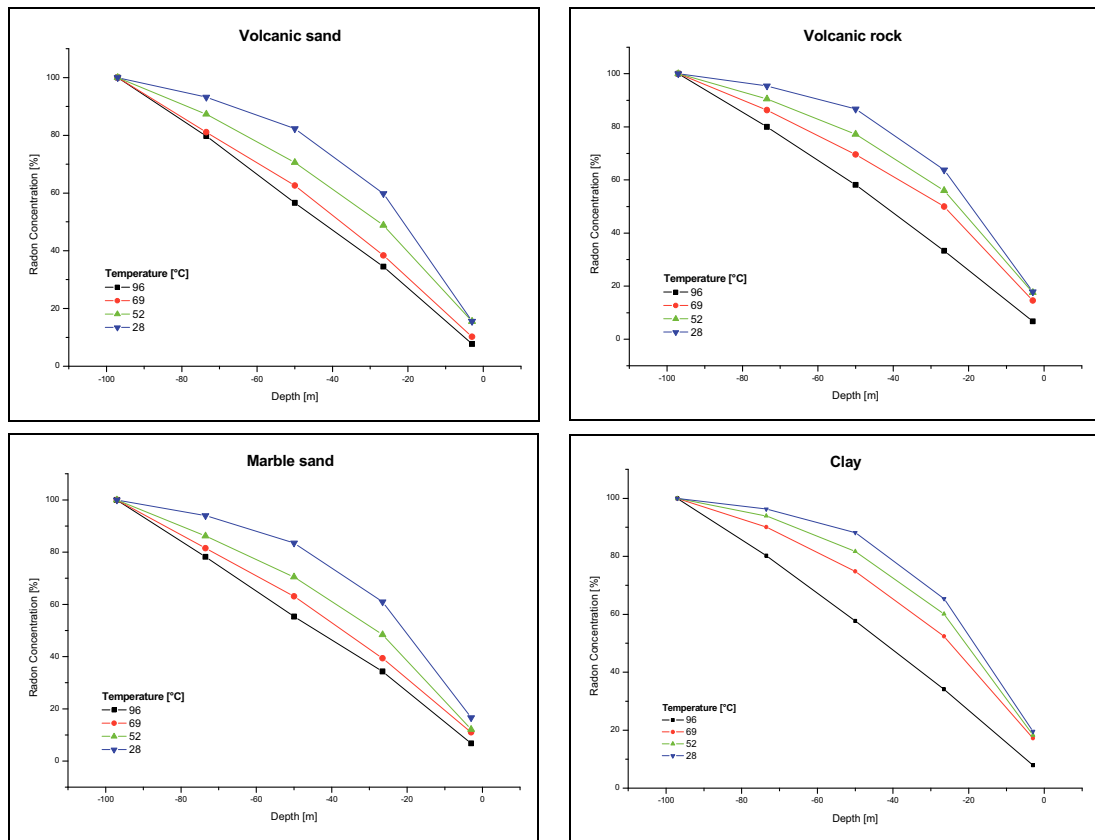 Volcanic sand
100
80
60
40
20
0
Radon Concentration [%]
Temperature [°C]
96
69
52
28
-100 -80 -60 -40 -20 0
Depth [m]
Volcanic rock
100
80
60
40
20
0
Radon Concentration [%]
Temperature [°C]
96
69
52
28
-100 -80 -60 -40 -20 0
Depth [m]
Marble sand
100
80
60
40
20
0
Radon Concentration [%]
Temperature [°C]
96
69
52
28
-100 -80 -60 -40 -20 0
Depth [m]
Clay
100
80
60
40
20
0
Radon Concentration [%]
Temperature [°C]
96
69
52
28
-100 -80 -60 -40 -20 0
Depth [m]